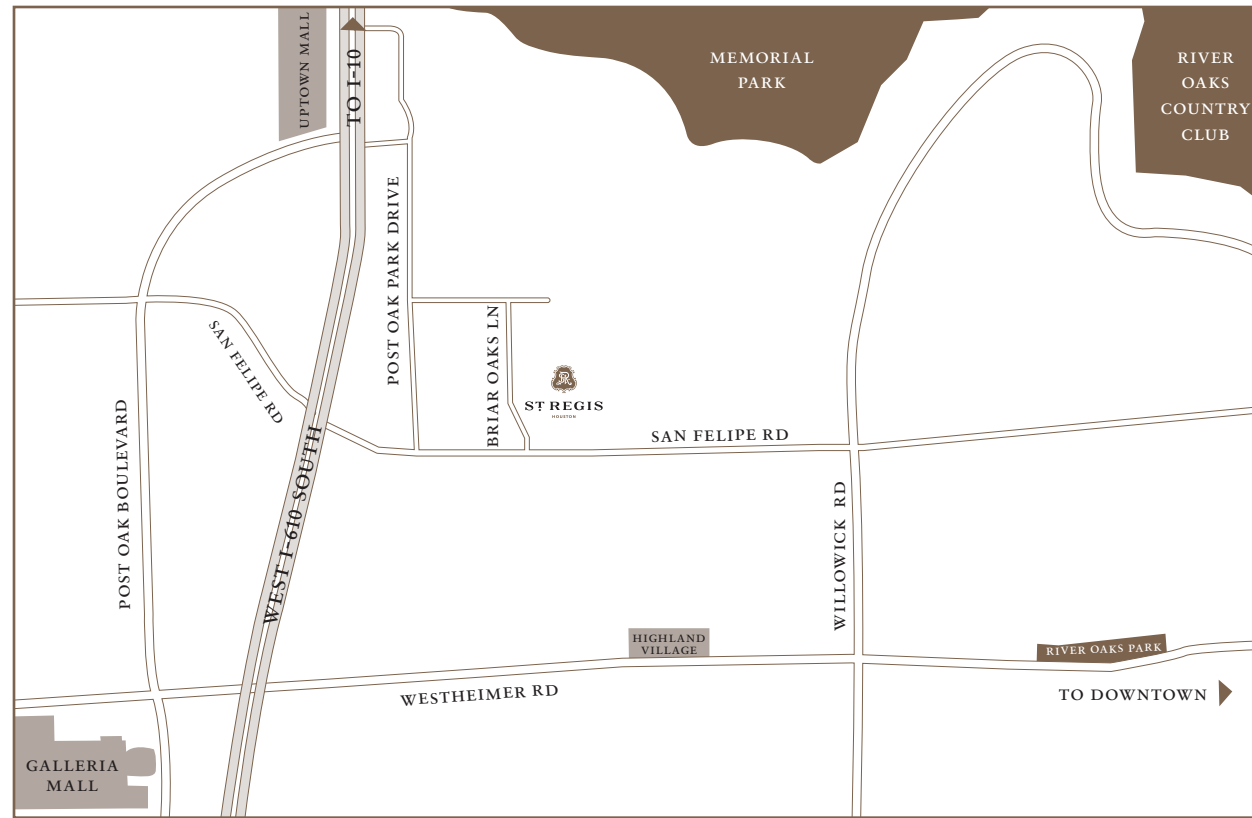 UPTOWN MALL
TO I-10
MEMORIAL
PARK
RIVER
OAKS
COUNTRY
CLUB
POST OAK PARK DRIVE
SAN FELIPE RD
BRIAR OAKS LN
ST REGIS
HOUSTON
SAN FELIPE RD
POST OAK BOULEVARD
WEST I-610 SOUTH
WILLOWICK RD
HIGHLAND
VILLAGE
RIVER OAKS PARK
WESTHEIMER RD
TO DOWNTOWN
GALLERIA
MALL